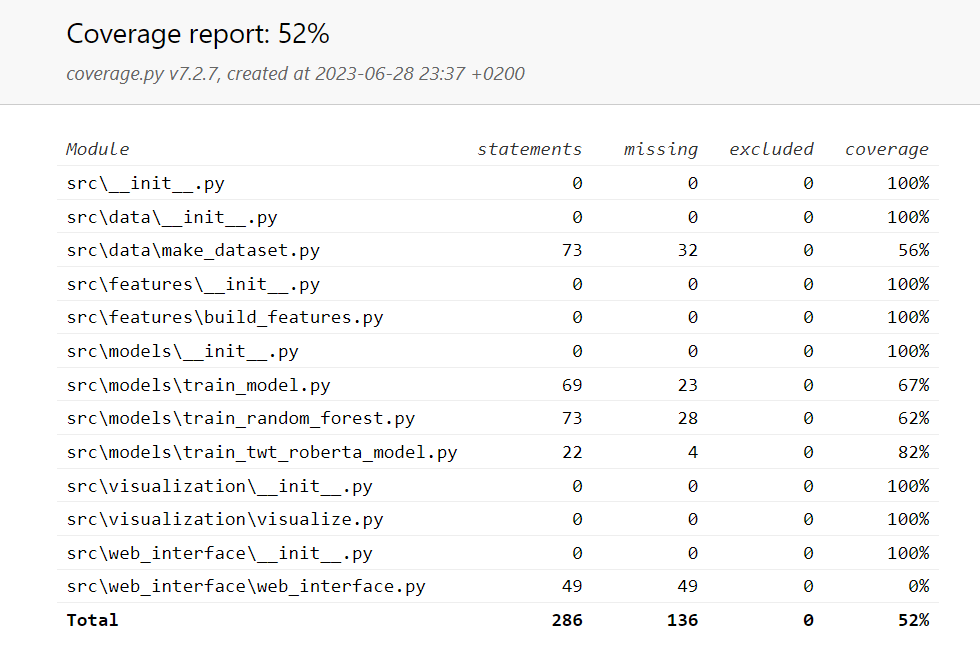 Coverage report: 52%
coverage.py v7.2.7, created at 2023-06-28 23:37 +0200
Module statements missing excluded coverage
src\__init__.py 0 0 0 100%
src\data\__init__.py 0 0 0 100%
src\data\make_dataset.py 73 32 0 56%
src\features\__init__.py 0 0 0 100%
src\features\build_features.py 0 0 0 100%
src\models\__init__.py 0 0 0 100%
src\models\train_model.py 69 23 0 67%
src\models\train_random_forest.py 73 28 0 62%
src\models\train_twt_roberta_model.py 22 4 0 82%
src\visualization\__init__.py 0 0 0 100%
src\visualization\visualize.py 0 0 0 100%
src\web_interface\__init__.py 0 0 0 100%
src\web_interface\web_interface.py 49 49 0 0%
Total 286 136 0 52%